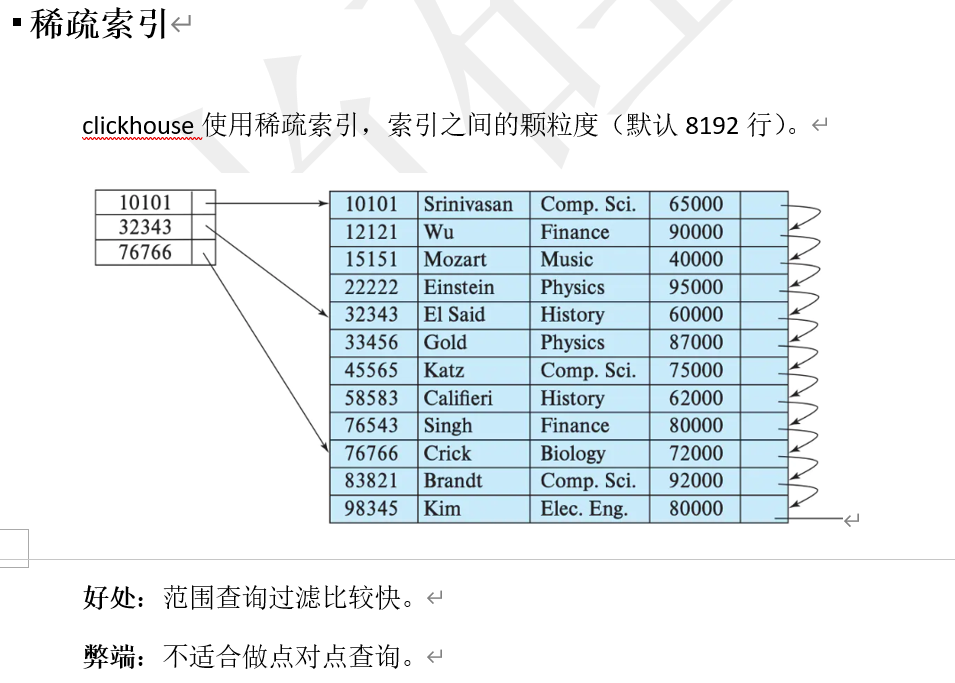 ▪ 稀疏索引
clickhouse 使用稀疏索引，索引之间的颗粒度（默认 8192 行）。
10101
32343
76766
10101 Srinivasan Comp. Sci. 65000
12121 Wu Finance 90000
15151 Mozart Music 40000
22222 Einstein Physics 95000
32343 El Said History 60000
33456 Gold Physics 87000
45565 Katz Comp. Sci. 75000
58583 Califieri History 62000
76543 Singh Finance 80000
76766 Crick Biology 72000
83821 Brandt Comp. Sci. 92000
98345 Kim Elec. Eng. 80000
好处：范围查询过滤比较快。
弊端：不适合做点对点查询。